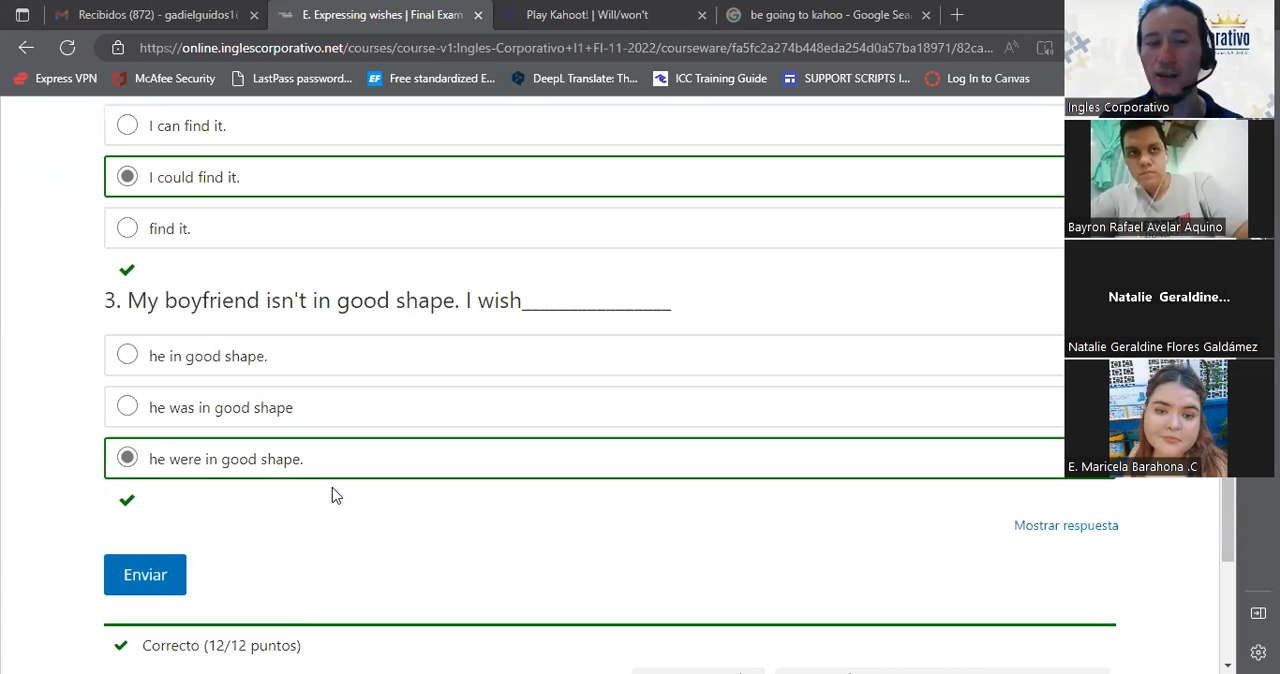 Recibidos (872) - gadielguidos1
E. Expressing wishes | Final Exam
Play Kahoot! | Will/won't
be going to kahoo - Google Sea
https://online.inglescorporativo.net/courses/course-v1:Ingles-Corporativo+I1+FI-11-2022/courseware/fa5fc2a274b448eda254d0a57ba18971/82ca...
Express VPN
McAfee Security
LastPass password...
Free standardized E...
DeepL Translate: Th...
ICC Training Guide
SUPPORT SCRIPTS I...
Log In to Canvas
I can find it.
I could find it.
find it.
3. My boyfriend isn't in good shape. I wish________________
he in good shape.
he was in good shape
he were in good shape.
Mostrar respuesta
Enviar
Correcto (12/12 puntos)
rativo
Ingles Corporativo
Bayron Rafael Avelar Aquino
Natalie Geraldine...
Natalie Geraldine Flores Galdámez
E. Maricela Barahona .C